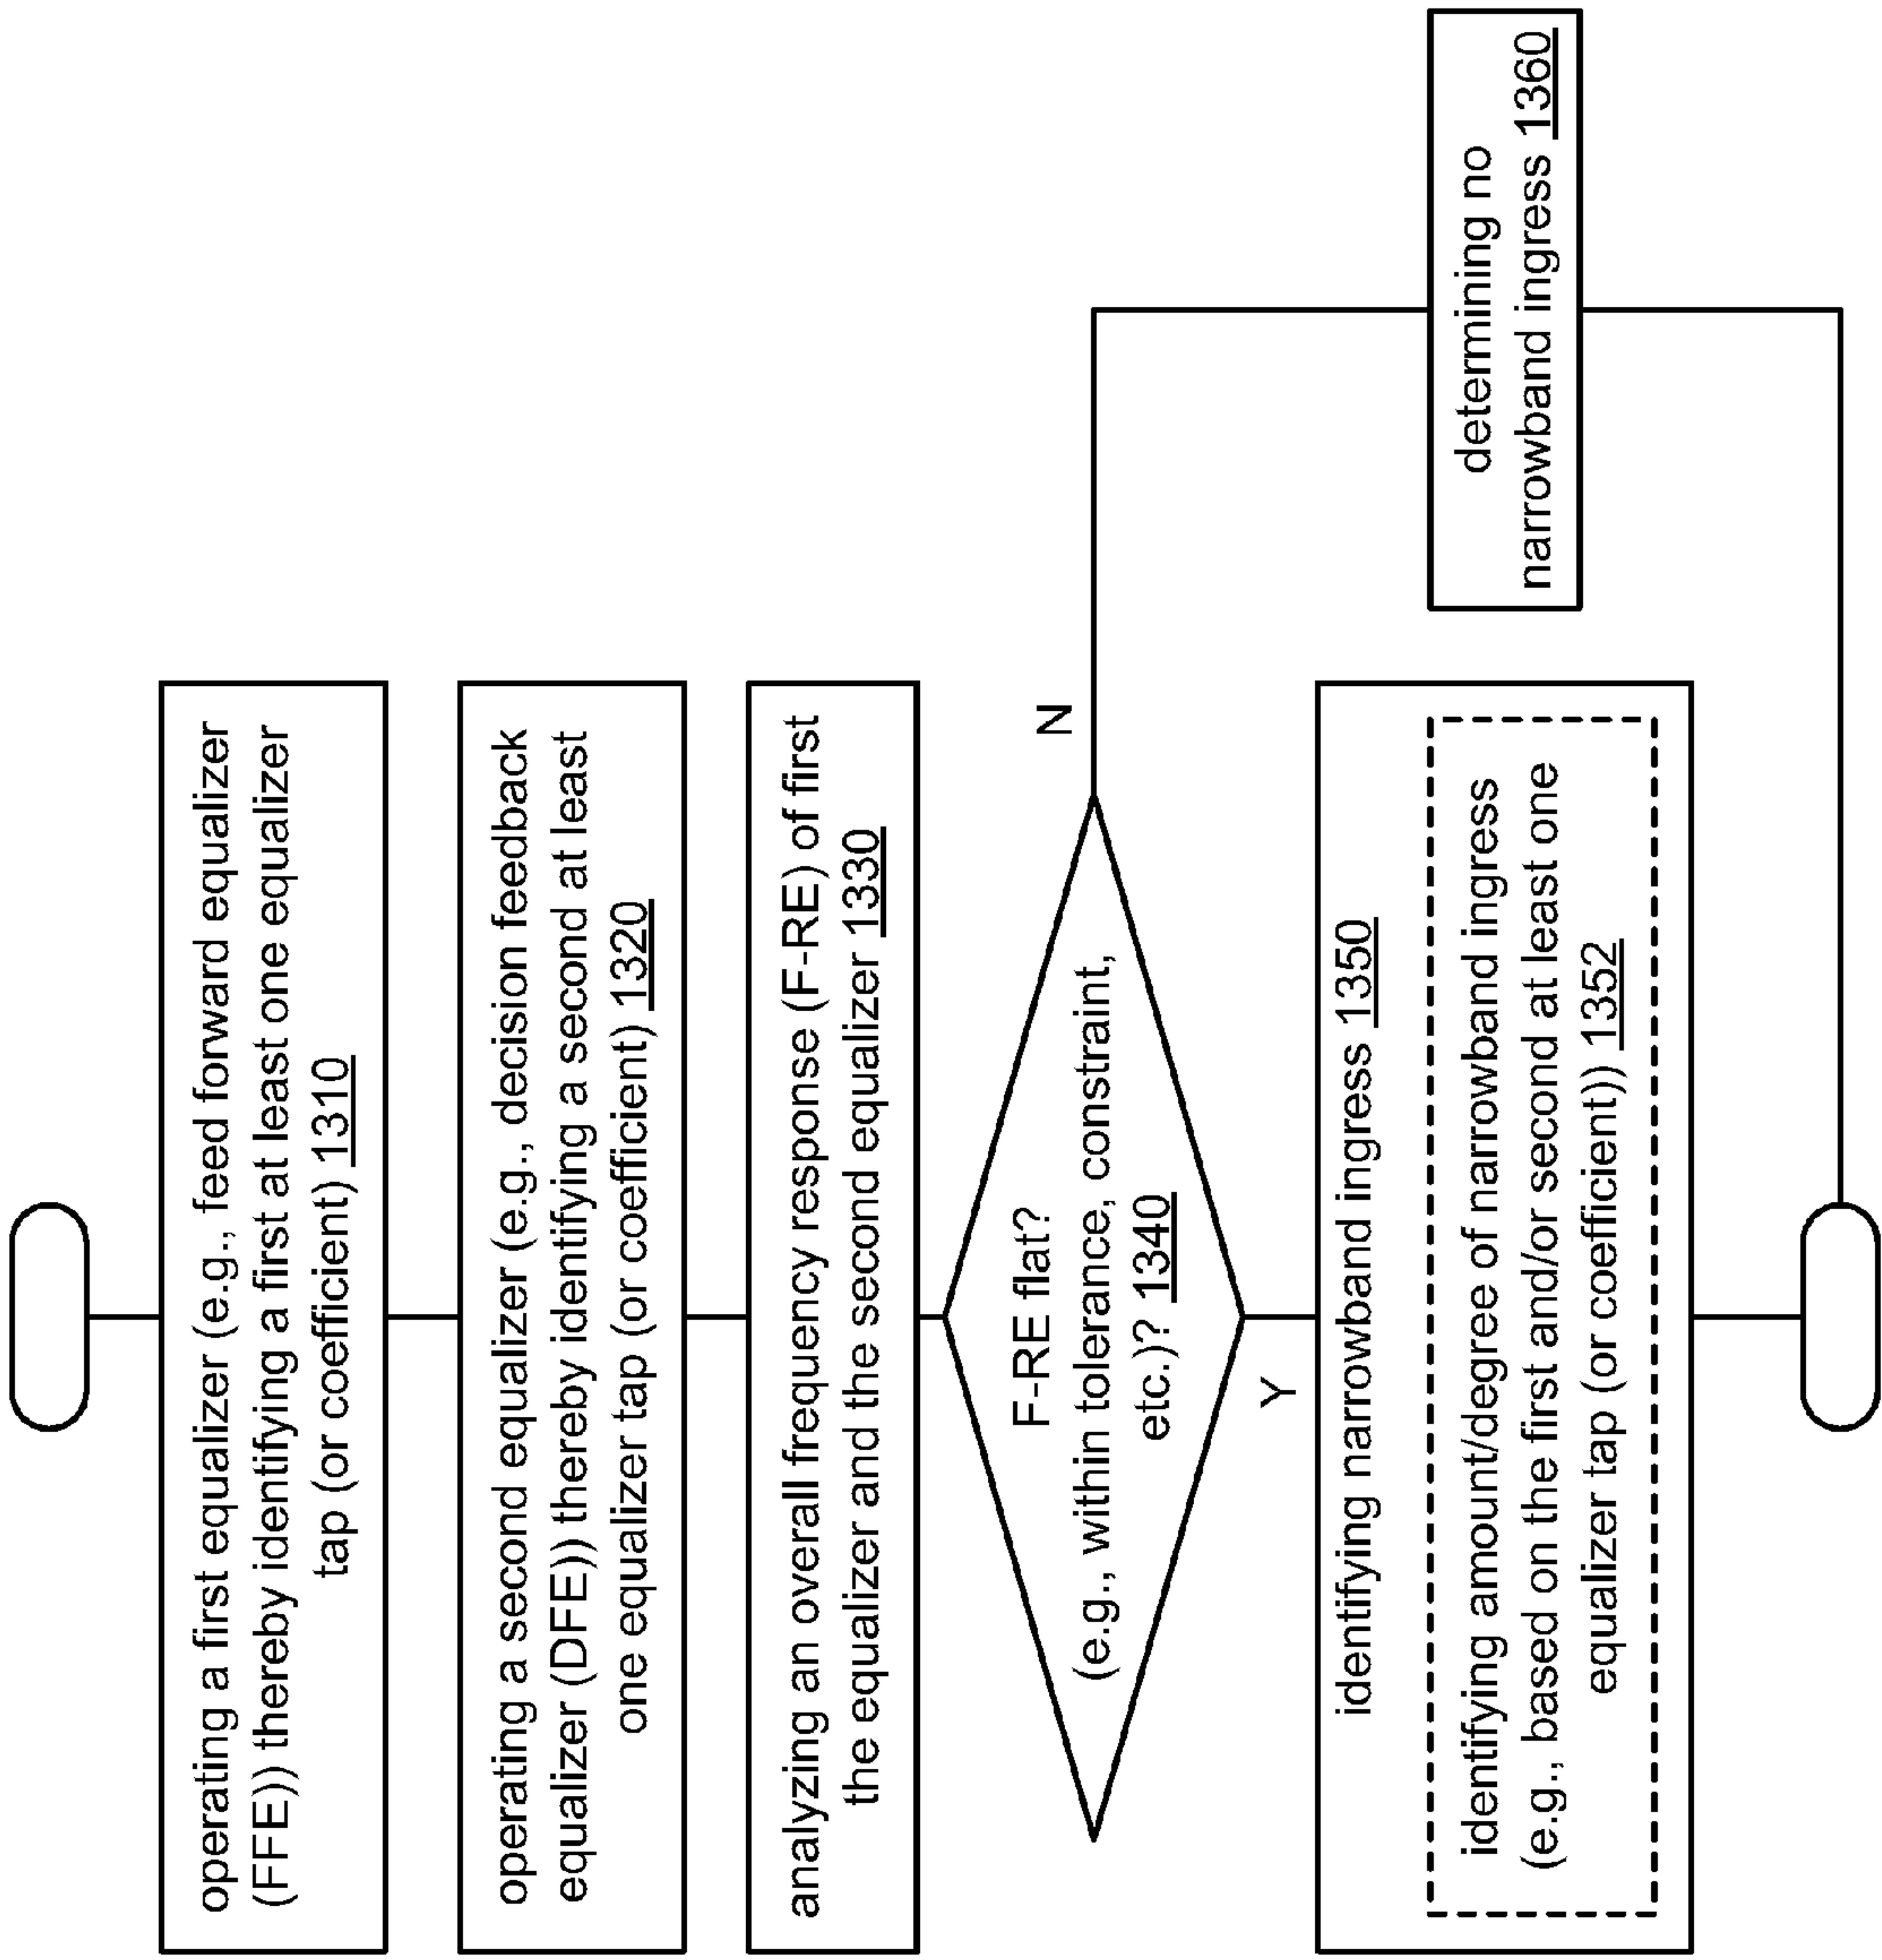 operating a first equalizer (e.g., feed forward equalizer
(FFE)) thereby identifying a first at least one equalizer
tap (or coefficient) 1310
operating a second equalizer (e.g., decision feedback
equalizer (DFE)) thereby identifying a second at least
one equalizer tap (or coefficient) 1320
analyzing an overall frequency response (F-RE) of first
the equalizer and the second equalizer 1330
F-RE flat?
(e.g., within tolerance, constraint,
etc.)? 1340
N
Y
identifying narrowband ingress 1350
identifying amount/degree of narrowband ingress
(e.g., based on the first and/or second at least one
equalizer tap (or coefficient)) 1352
determining no
narrowband ingress 1360